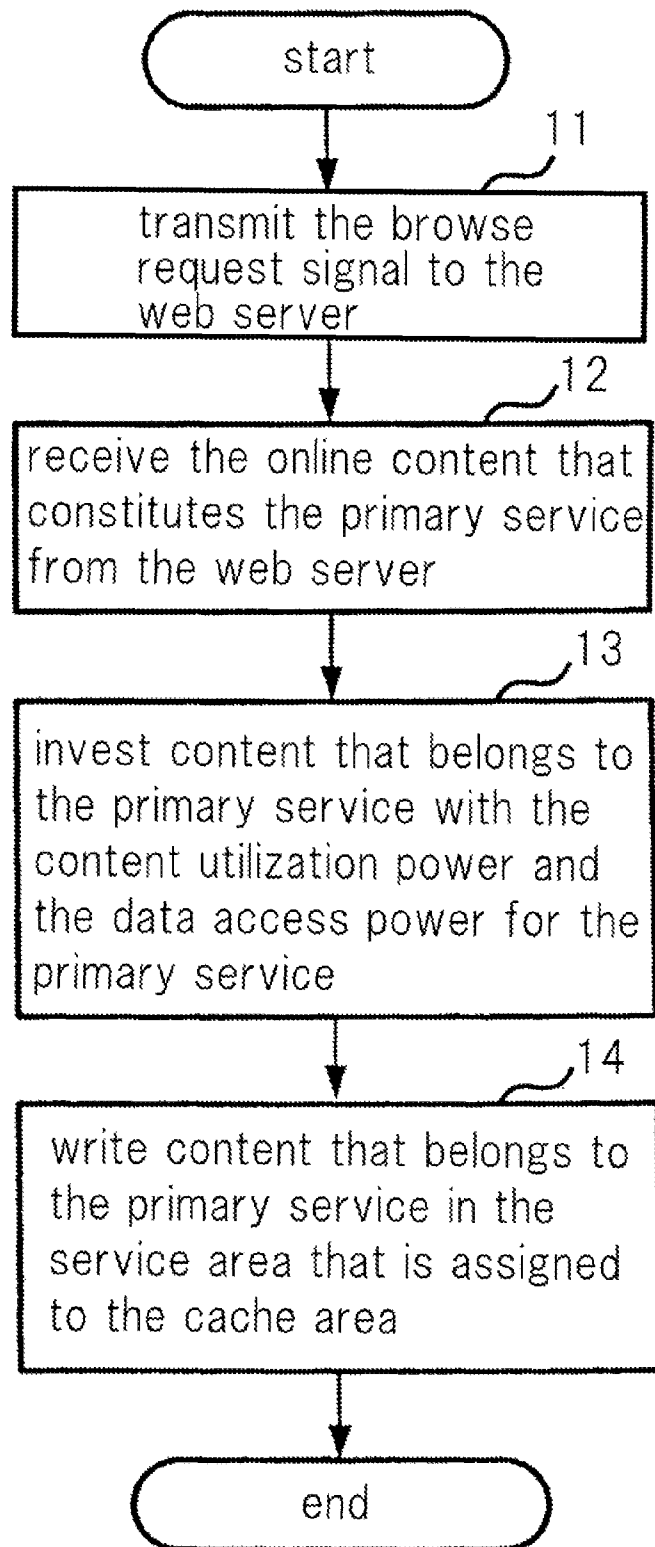 start
11
transmit the browse
request signal to the
web server
12
receive the online content that
constitutes the primary service
from the web server
13
invest content that belongs to
the primary service with the
content utilization power and
the data access power for the
primary service
14
write content that belongs to
the primary service in the
service area that is assigned
to the cache area
end